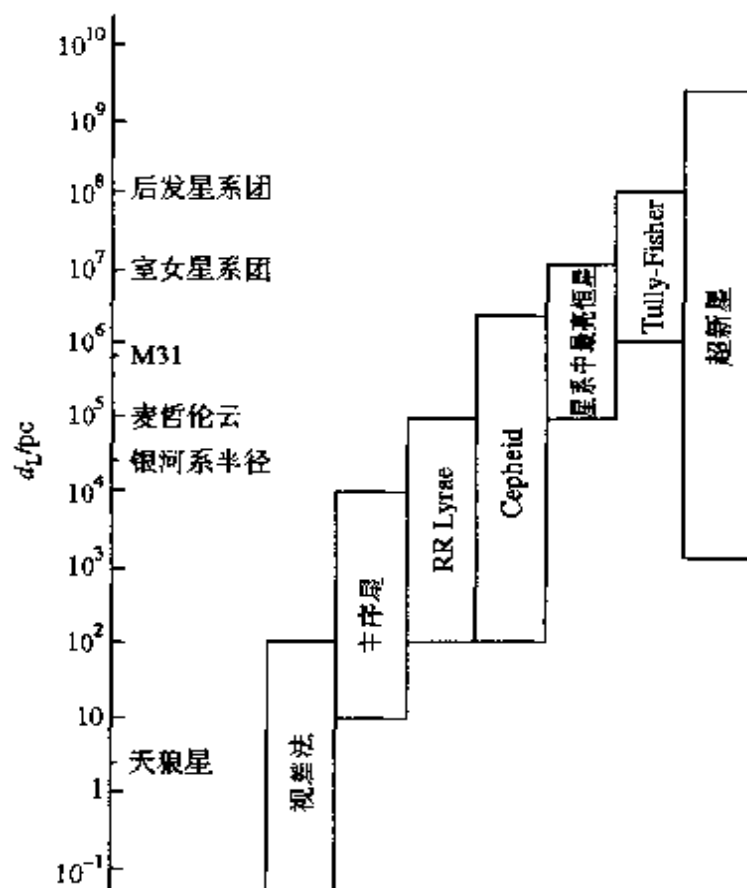 10^10
10^9
10^8 后发星系团
10^7 室女星系团
10^6
M31
10^5 麦哲伦云
银河系半径
10^4
10^3
10^2
10
天狼星
1
10^-1
d_L/pc
视差法
主序星
RR Lyrae
Cepheid
星系中最亮恒星
Tully-Fisher
超新星